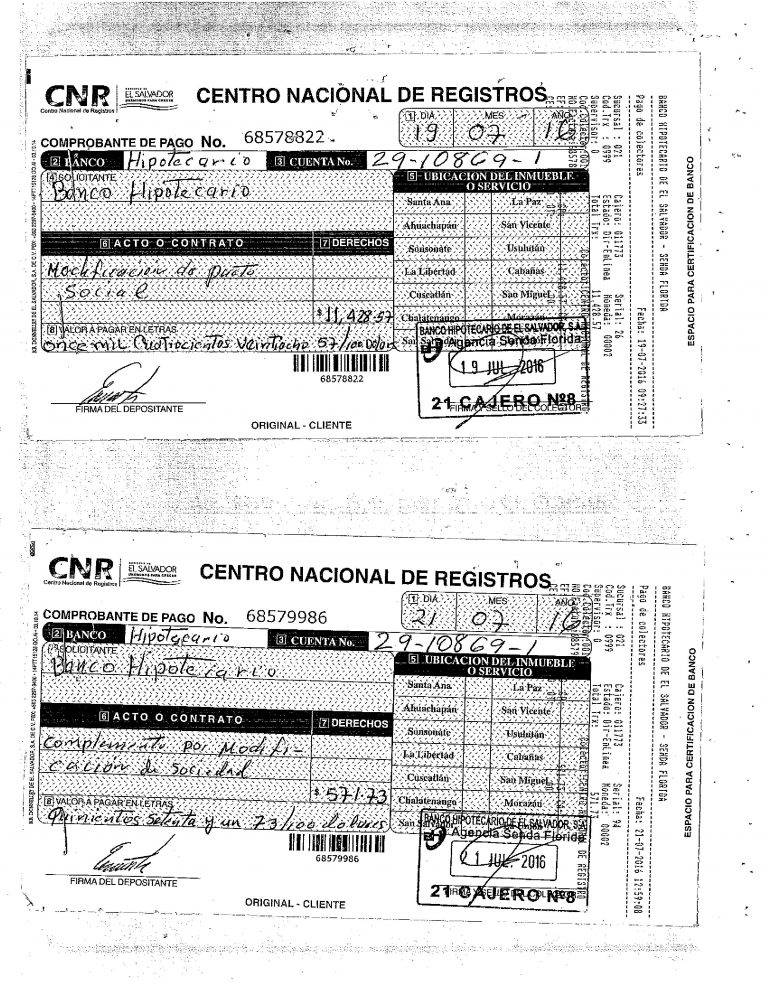 CNR
Centro Nacional de Registros
EL SALVADOR
UNÁMONOS PARA CRECER
CENTRO NACIONAL DE REGISTROS
COMPROBANTE DE PAGO No. 68578822
1 DIA MES AÑO
19 07 16
2 BANCO Hipotecario 3 CUENTA No. 29-10869-1
4 SOLICITANTE
Banco Hipotecario
5 UBICACION DEL INMUEBLE
O SERVICIO
Santa Ana La Paz
Ahuachapán San Vicente
6 ACTO O CONTRATO 7 DERECHOS
Sonsonate Usulután
Modificacion de pacto
La Libertad Cabañas
Social
Cuscatlán San Miguel
$11,428.57
Chalatenango Morazán
8 VALOR A PAGAR EN LETRAS
once mil Cuatrocientos Veintiocho 57/100 Dolares
BANCO HIPOTECARIO DE EL SALVADOR, S.A.
Agencia Senda Florida
19 JUL 2016
68578822
21 CAJERO Nº8
FIRMA DEL DEPOSITANTE
FIRMA Y SELLO DEL COLECTOR
ORIGINAL - CLIENTE
BANCO HIPOTECARIO DE EL SALVADOR - SENDA FLORIDA
Pago de colectores Fecha: 19-07-2016 09:27:33
Sucursal: 021 Cajero: 011773 Serial: 26
Cod.Trx : 0999 Estado: Dir-EnLinea Moneda: 00002
Supervisor: 0 Total Trx: 11,428.57
ESPACIO PARA CERTIFICACION DE BANCO
CNR
Centro Nacional de Registros
EL SALVADOR
UNÁMONOS PARA CRECER
CENTRO NACIONAL DE REGISTROS
COMPROBANTE DE PAGO No. 68579986
1 DIA MES AÑO
21 07 16
2 BANCO Hipotecario 3 CUENTA No. 29-10869-1
SOLICITANTE
Banco Hipotecario
5 UBICACION DEL INMUEBLE
O SERVICIO
Santa Ana La Paz
Ahuachapán San Vicente
6 ACTO O CONTRATO 7 DERECHOS
Sonsonate Usulután
Complemento por Modifi-
La Libertad Cabañas
cacion de Sociedad
Cuscatlán San Miguel
$571.73
Chalatenango Morazán
8 VALOR A PAGAR EN LETRAS
Quinientos Setenta y un 73/100 dolares
San Salvador
BANCO HIPOTECARIO DE EL SALVADOR, S.A.
Agencia Senda Florida
21 JUL 2016
68579986
21 CAJERO Nº8
FIRMA DEL DEPOSITANTE
ORIGINAL - CLIENTE
BANCO HIPOTECARIO DE EL SALVADOR - SENDA FLORIDA
Pago de colectores Fecha: 21-07-2016 12:59:08
Sucursal: 021 Cajero: 011773 Serial: 94
Cod.Trx : 0999 Estado: Dir-EnLinea Moneda: 00002
Supervisor: 0 Total Trx: 571.73
ESPACIO PARA CERTIFICACION DE BANCO